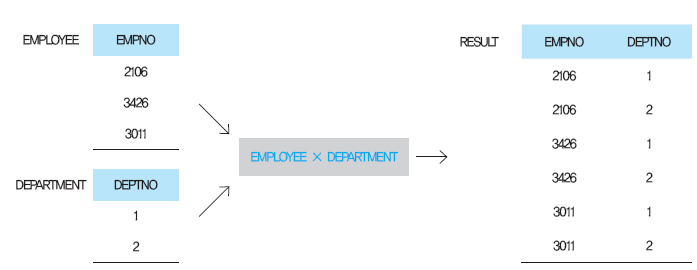 EMPLOYEE EMPNO
2106
3426
3011
DEPARTMENT DEPTNO
1
2
EMPLOYEE × DEPARTMENT
RESULT EMPNO DEPTNO
2106 1
2106 2
3426 1
3426 2
3011 1
3011 2